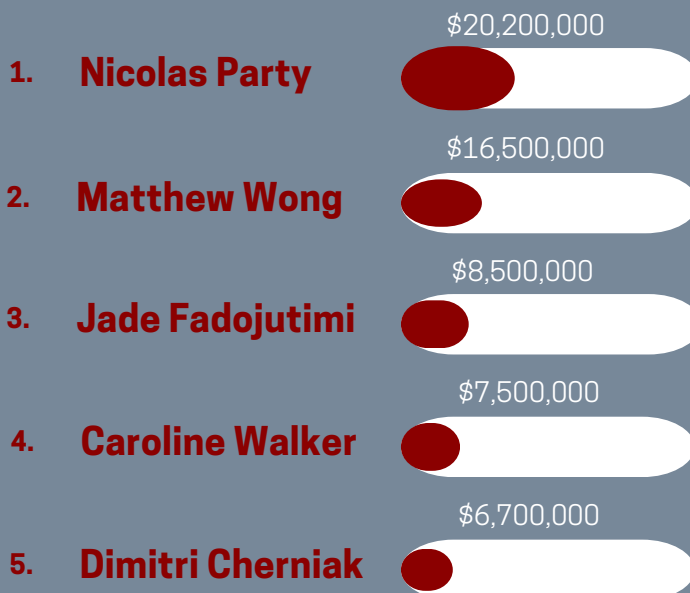 $20,200,000
1. Nicolas Party
$16,500,000
2. Matthew Wong
$8,500,000
3. Jade Fadojutimi
$7,500,000
4. Caroline Walker
$6,700,000
5. Dimitri Cherniak